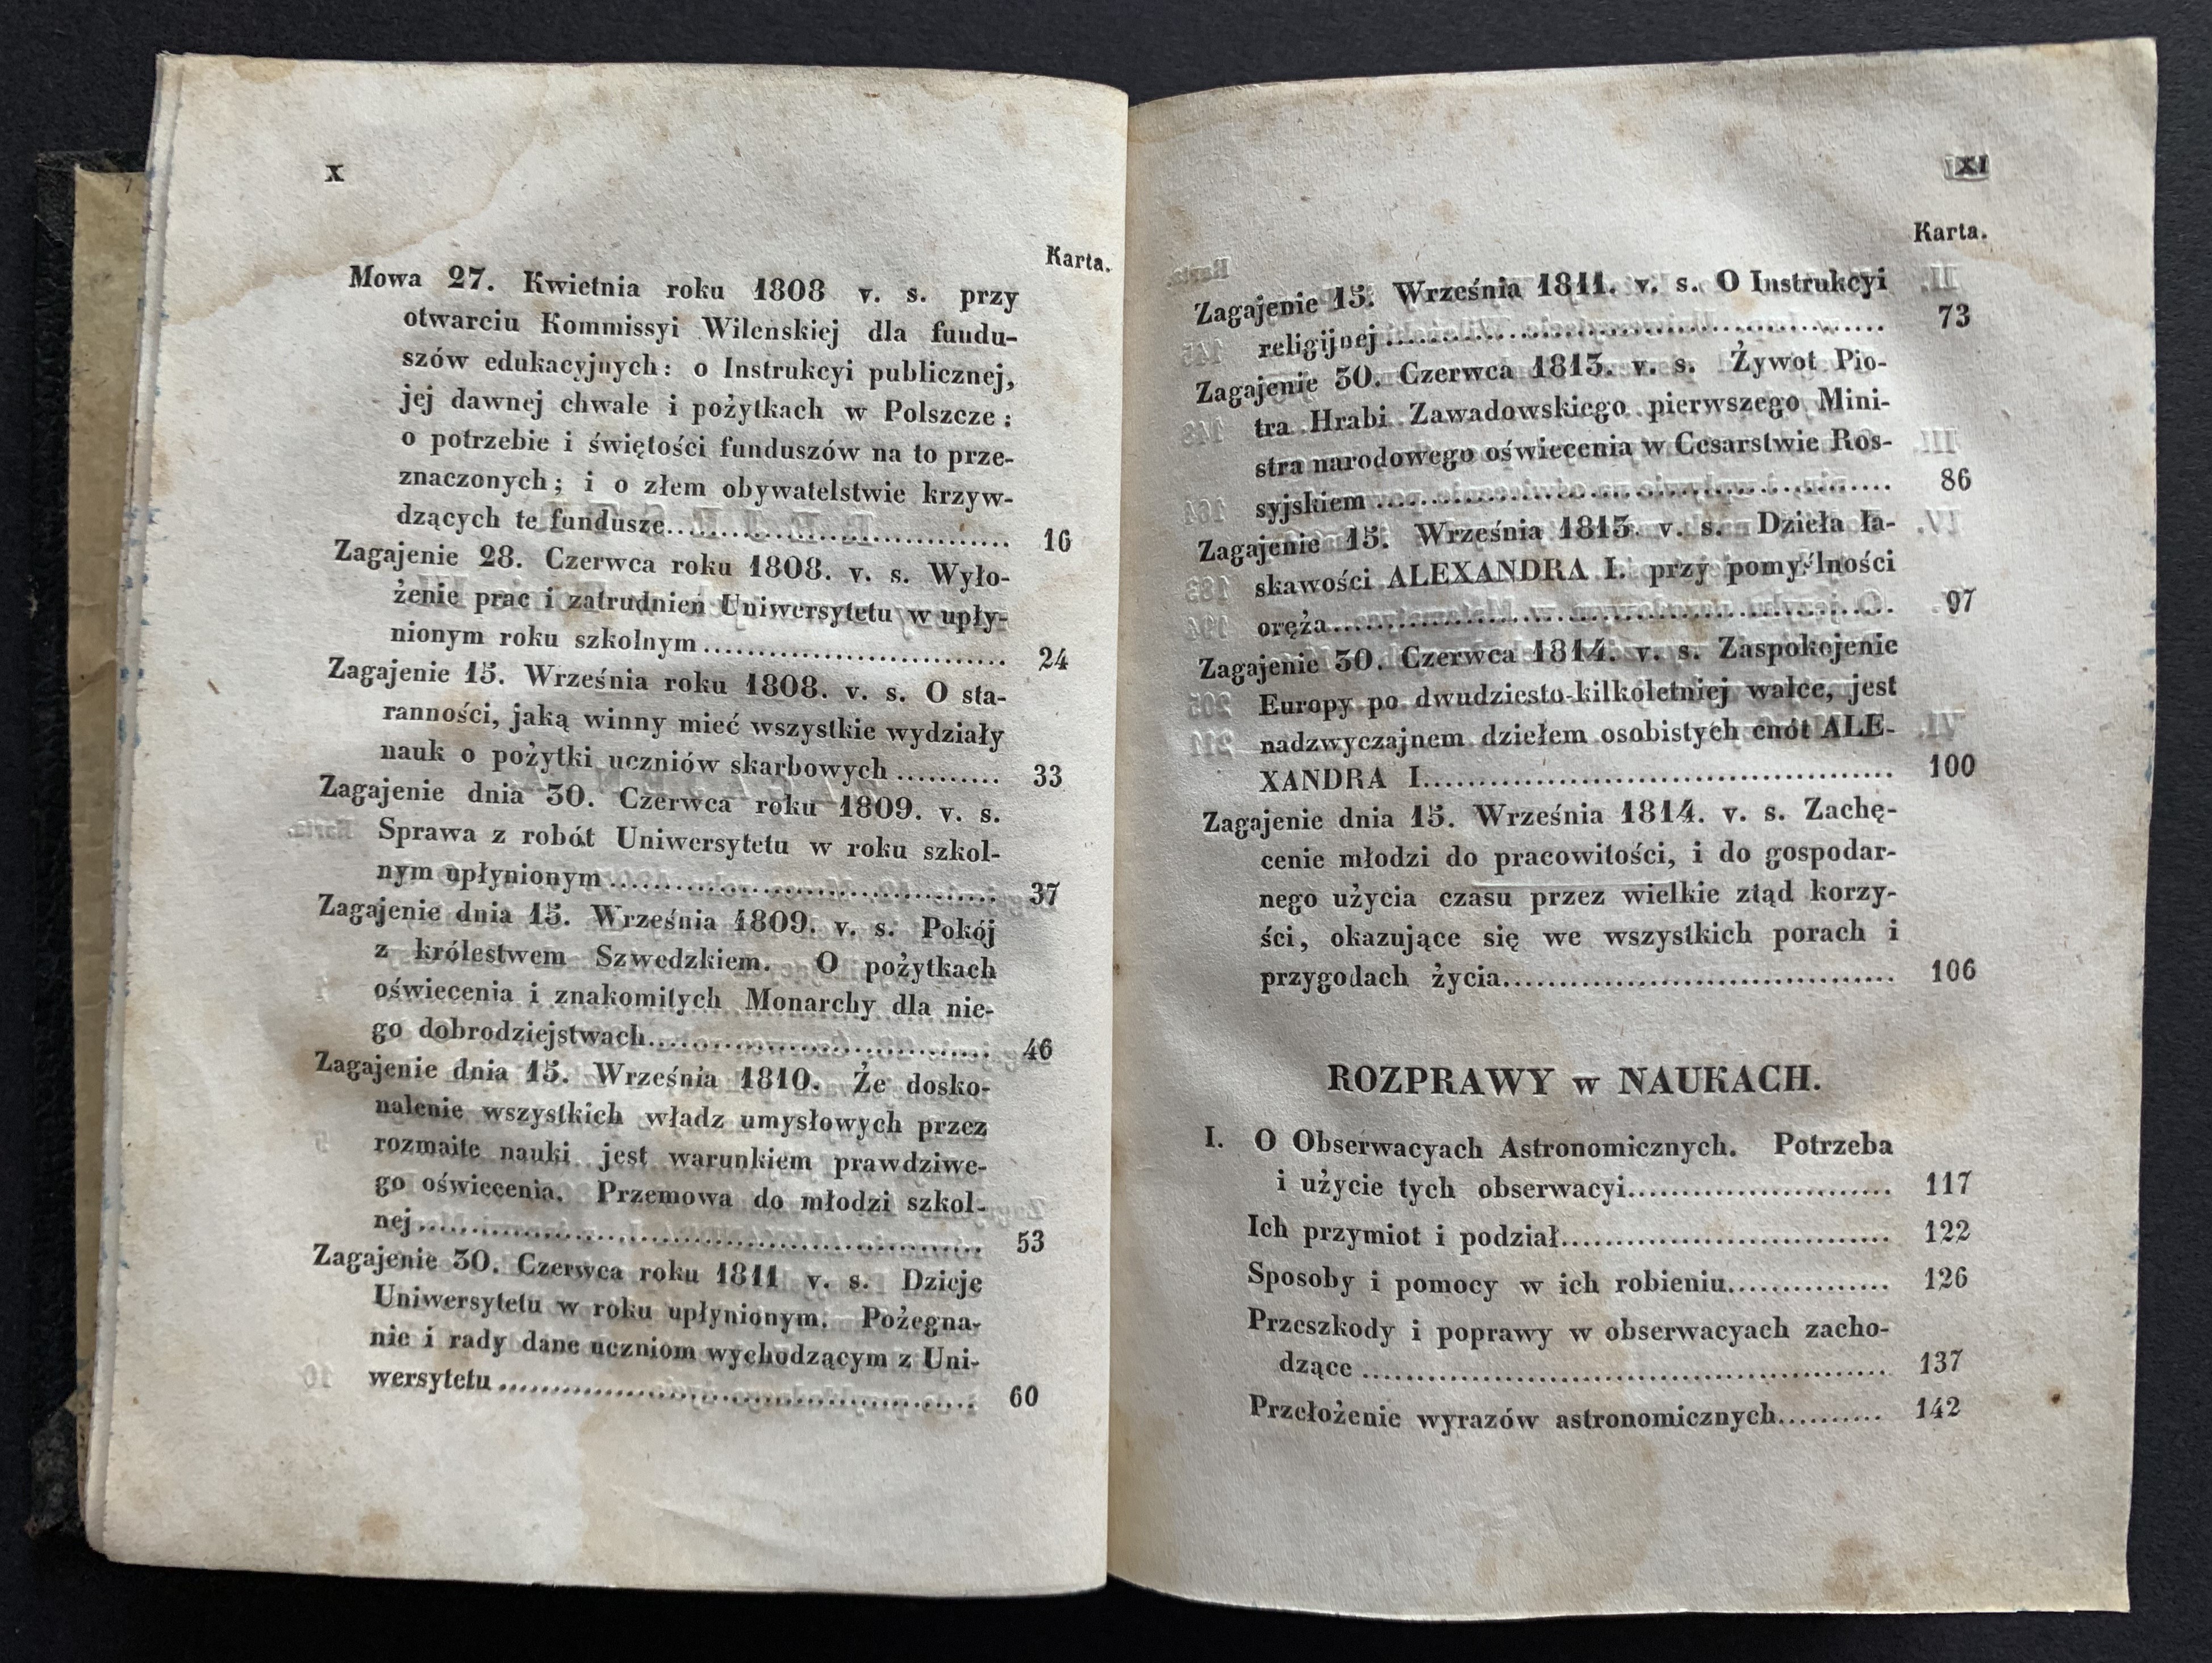 x
Karta.
Mowa 27. Kwietnia roku 1808 v. s. przy
otwarciu Kommissyi Wilenskiej dla fundu-
szów edukacyjnych: o Instrukcyi publicznej,
jej dawnej chwale i pożytkach w Polszcze:
o potrzebie i świętości funduszów na to prze-
znaczonych; i o złem obywatelstwie krzyw-
dzących te fundusze.................................. 16
Zagajenie 28. Czerwca roku 1808. v. s. Wyło-
żenie prac i zatrudnień Uniwersytetu w upły-
nionym roku szkolnym............................ 24
Zagajenie 15. Września roku 1808. v. s. O sta-
ranności, jaką winny mieć wszystkie wydziały
nauk o pożytki uczniów skarbowych.......... 33
Zagajenie dnia 30. Czerwca roku 1809. v. s.
Sprawa z robót Uniwersytetu w roku szkol-
nym upłynionym................................... 37
Zagajenie dnia 15. Września 1809. v. s. Pokój
z królestwem Szwedzkiem. O pożytkach
oświecenia i znakomitych Monarchy dla nie-
go dobrodziejstwach............................... 46
Zagajenie dnia 15. Września 1810. Że dosko-
nalenie wszystkich władz umysłowych przez
rozmaite nauki jest warunkiem prawdziwe-
go oświecenia. Przemowa do młodzi szkol-
nej.................................................... 53
Zagajenie 30. Czerwca roku 1811 v. s. Dzieje
Uniwersytetu w roku upłynionym. Pożegna-
nie i rady dane uczniom wychodzącym z Uni-
wersytetu............................................ 60
XI
Karta.
Zagajenie 15. Września 1811. v. s. O Instrukcyi
religijnej.............................................. 73
Zagajenie 30. Czerwca 1813. v. s. Żywot Pio-
tra Hrabi Zawadowskiego pierwszego Mini-
stra narodowego oświecenia w Cesarstwie Ros-
syjskiem.............................................. 86
Zagajenie 15. Września 1813. v. s. Dzieła ła-
skawości ALEXANDRA I. przy pomyślności
oręża.................................................. 97
Zagajenie 30. Czerwca 1814. v. s. Zaspokojenie
Europy po dwudziesto-kilkoletniej walce, jest
nadzwyczajnem dziełem osobistych cnót ALE-
XANDRA I........................................... 100
Zagajenie dnia 15. Września 1814. v. s. Zachę-
cenie młodzi do pracowitości, i do gospodar-
nego użycia czasu przez wielkie ztąd korzy-
ści, okazujące się we wszystkich porach i
przygodach życia.................................... 106
ROZPRAWY w NAUKACH.
I. O Obserwacyach Astronomicznych. Potrzeba
i użycie tych obserwacyi......................... 117
Ich przymiot i podział............................... 122
Sposoby i pomocy w ich robieniu............... 126
Przeszkody i poprawy w obserwacyach zacho-
dzące................................................. 137
Przełożenie wyrazów astronomicznych.......... 142